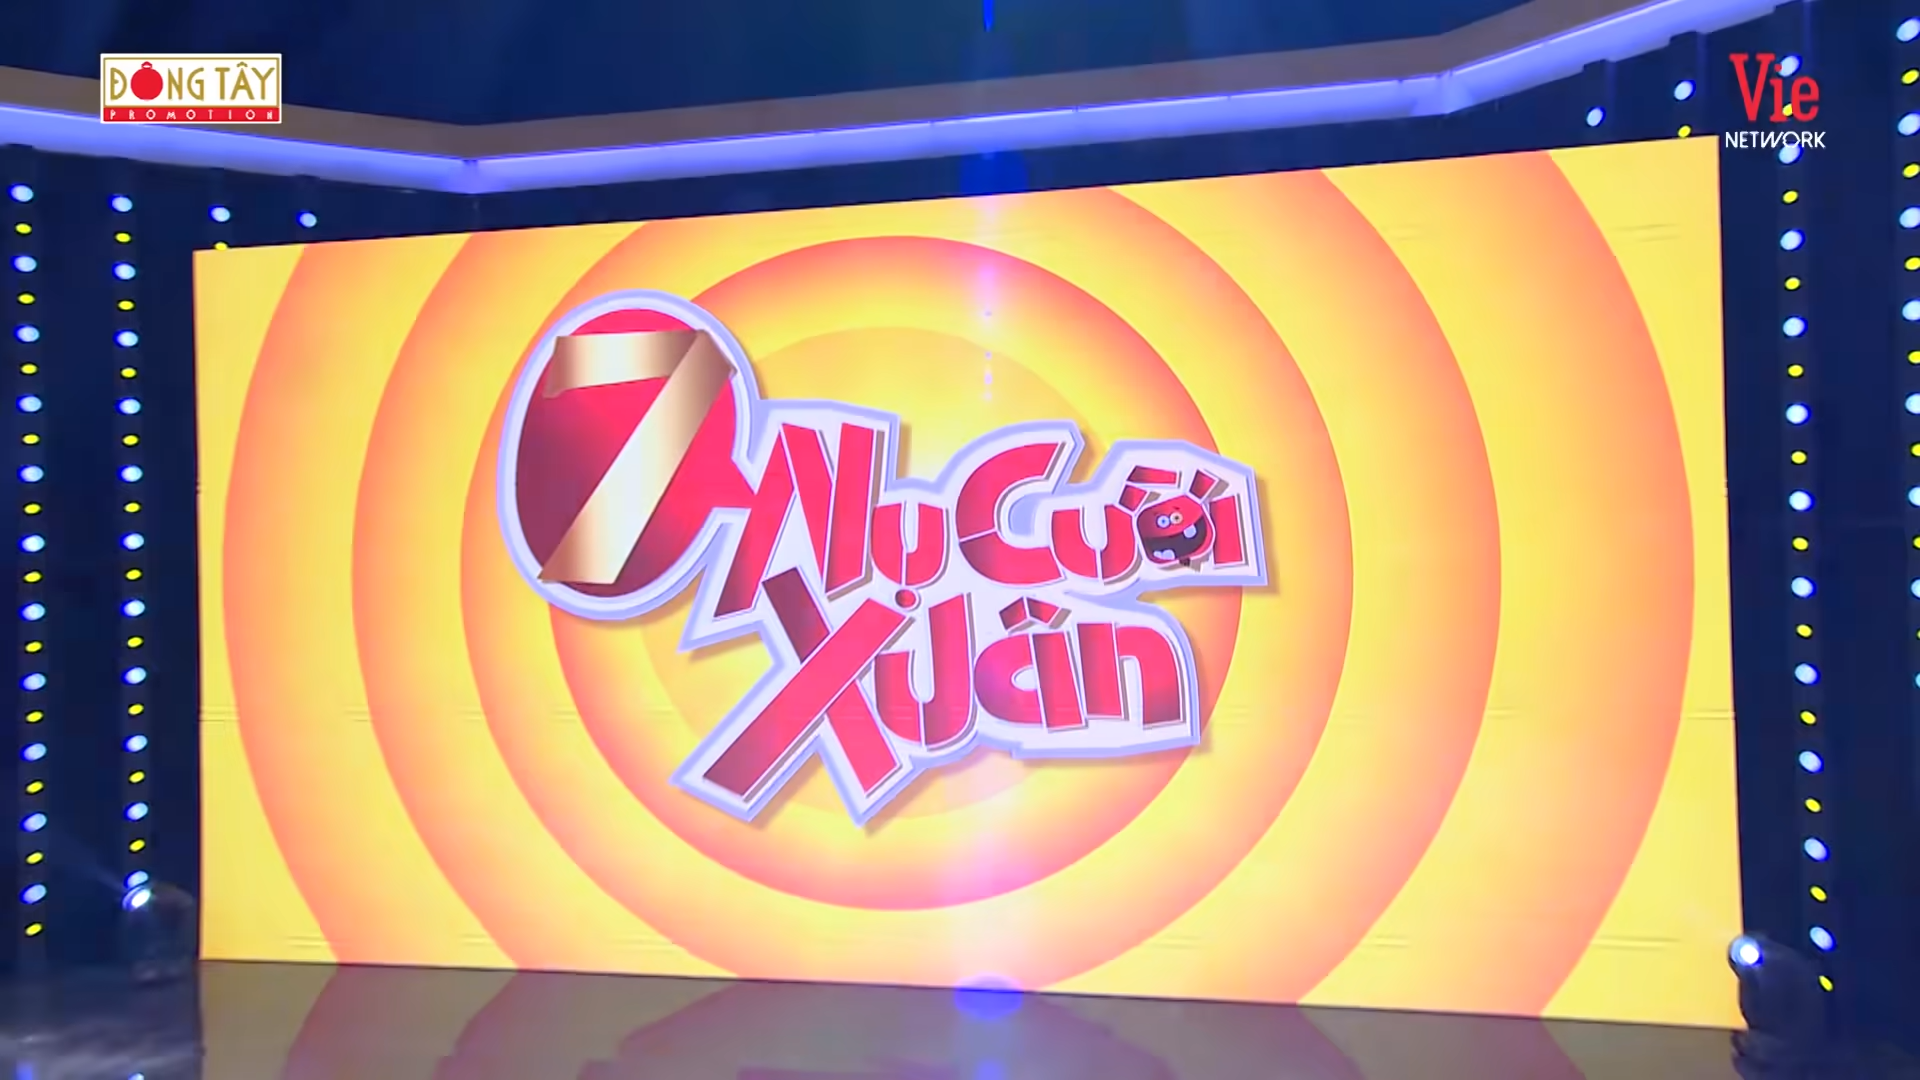 ĐÔNG TÂY
PROMOTION
Vie
NETWORK
7 Nụ Cười
Xuân